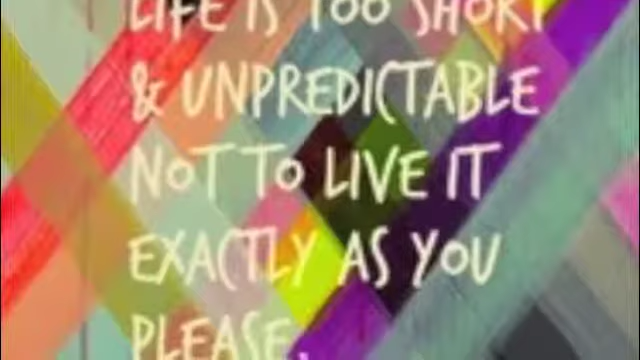 LIFE IS TOO SHORT
& UNPREDICTABLE
NOT TO LIVE IT
EXACTLY AS YOU
PLEASE.